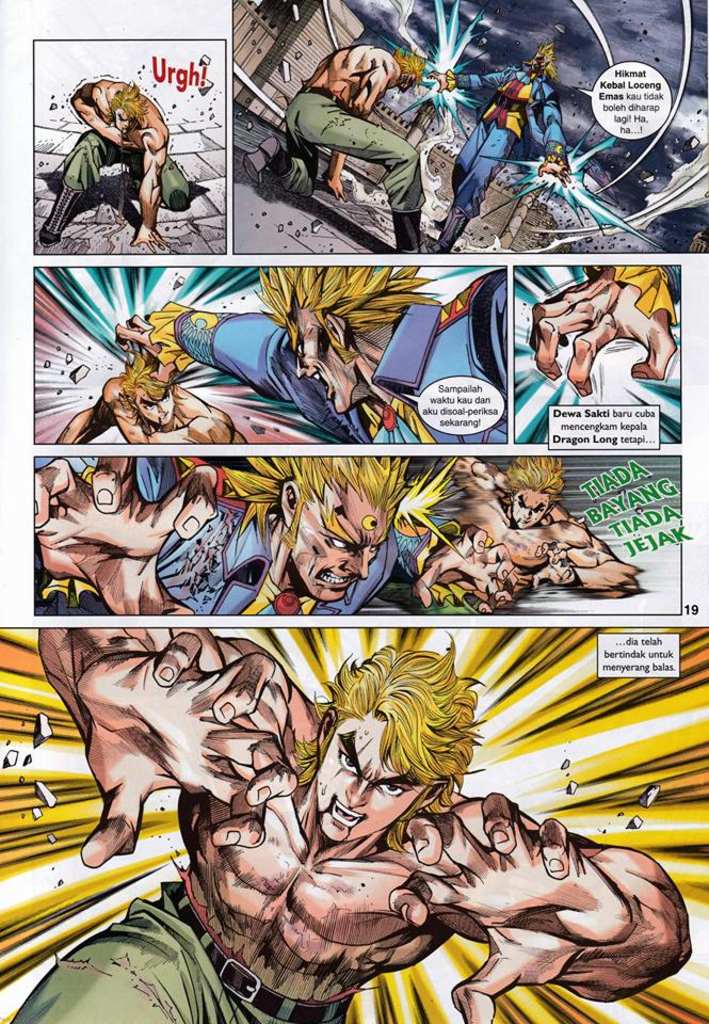 Urgh!
Hikmat
Kebal Loceng
Emas kau tidak
boleh diharap
lagi! Ha,
ha...!
Sampailah
waktu kau dan
aku disoal-periksa
sekarang!
Dewa Sakti baru cuba
mencengkam kepala
Dragon Long tetapi...
TIADA
BAYANG
TIADA
JEJAK
19
...dia telah
bertindak untuk
menyerang balas.